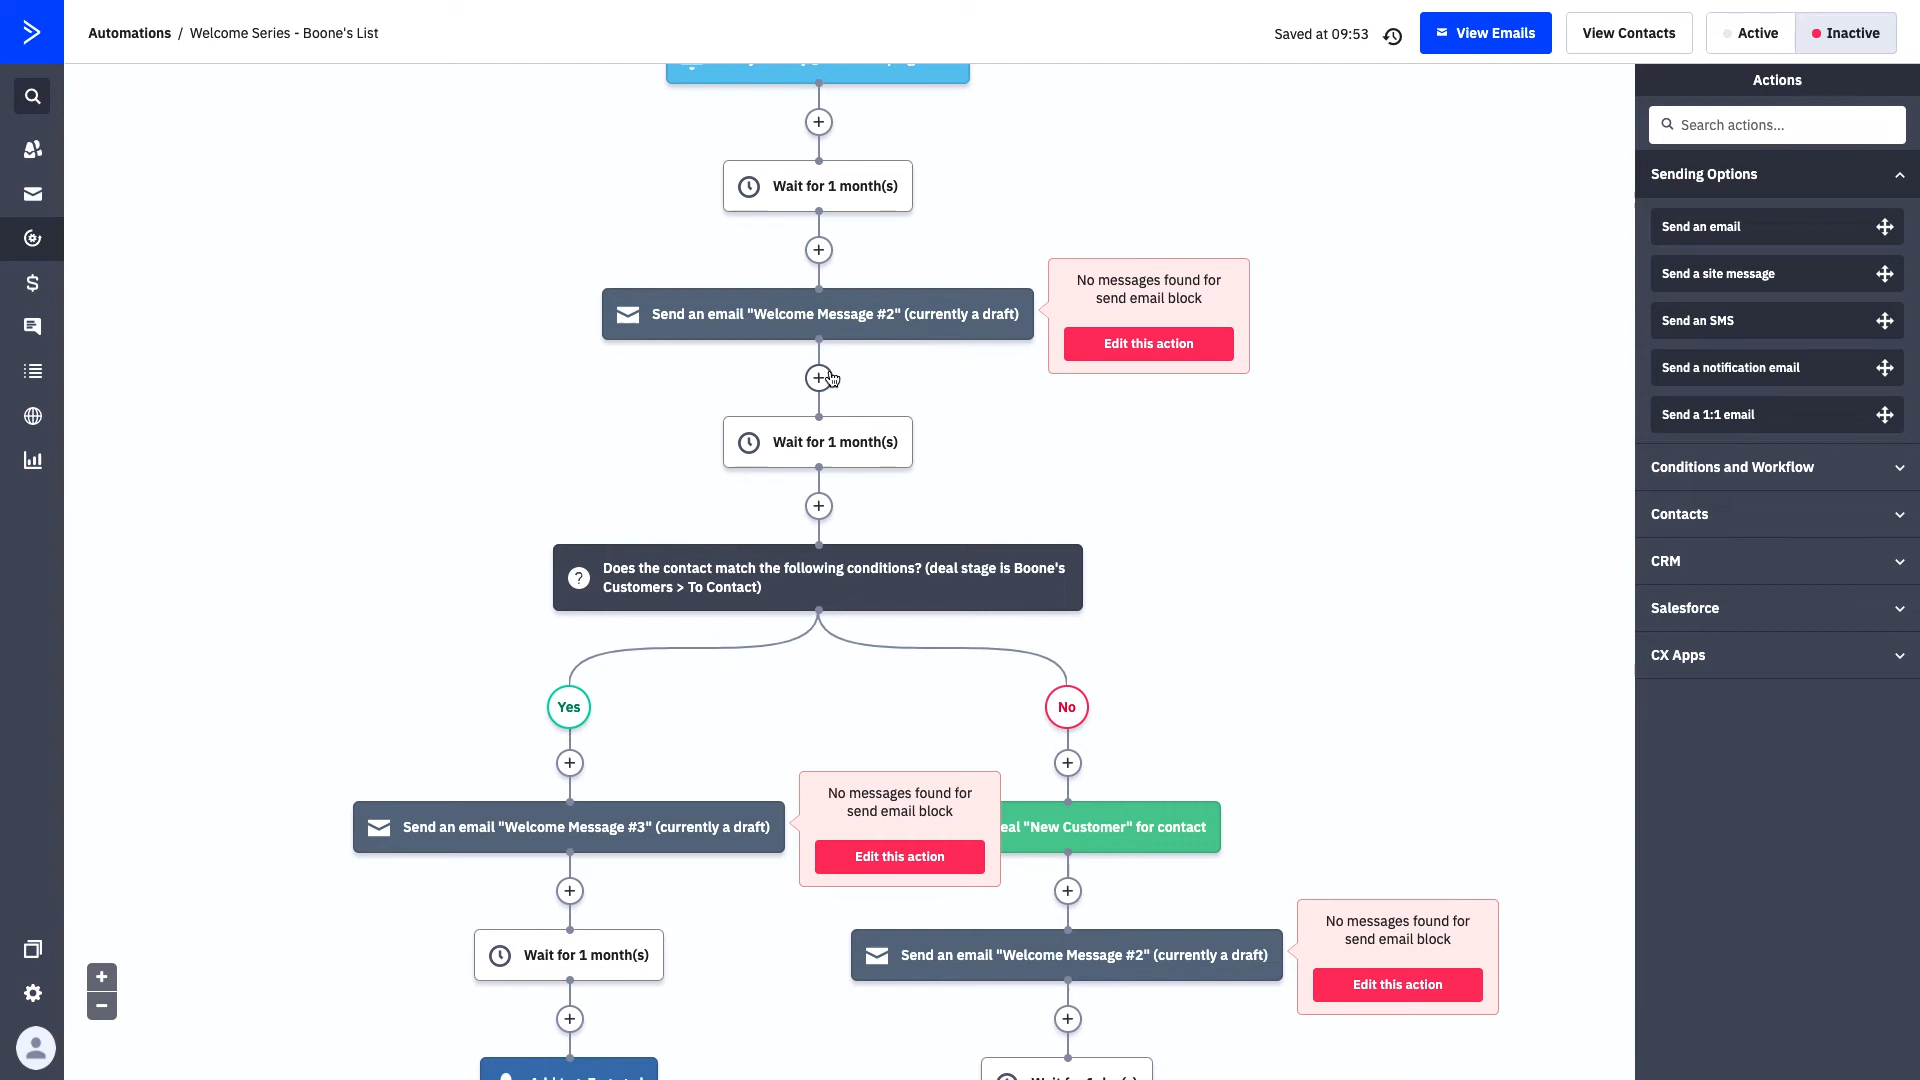 Automations / Welcome Series - Boone's List
Saved at 09:53
View Emails
View Contacts
Active
Inactive
Actions
Search actions...
Sending Options
Send an email
Send a site message
Send an SMS
Send a notification email
Send a 1:1 email
Conditions and Workflow
Contacts
CRM
Salesforce
CX Apps
Wait for 1 month(s)
Send an email "Welcome Message #2" (currently a draft)
No messages found for
send email block
Edit this action
Wait for 1 month(s)
Does the contact match the following conditions? (deal stage is Boone's
Customers > To Contact)
Yes
No
Send an email "Welcome Message #3" (currently a draft)
No messages found for
send email block
Edit this action
eal "New Customer" for contact
Wait for 1 month(s)
Send an email "Welcome Message #2" (currently a draft)
No messages found for
send email block
Edit this action